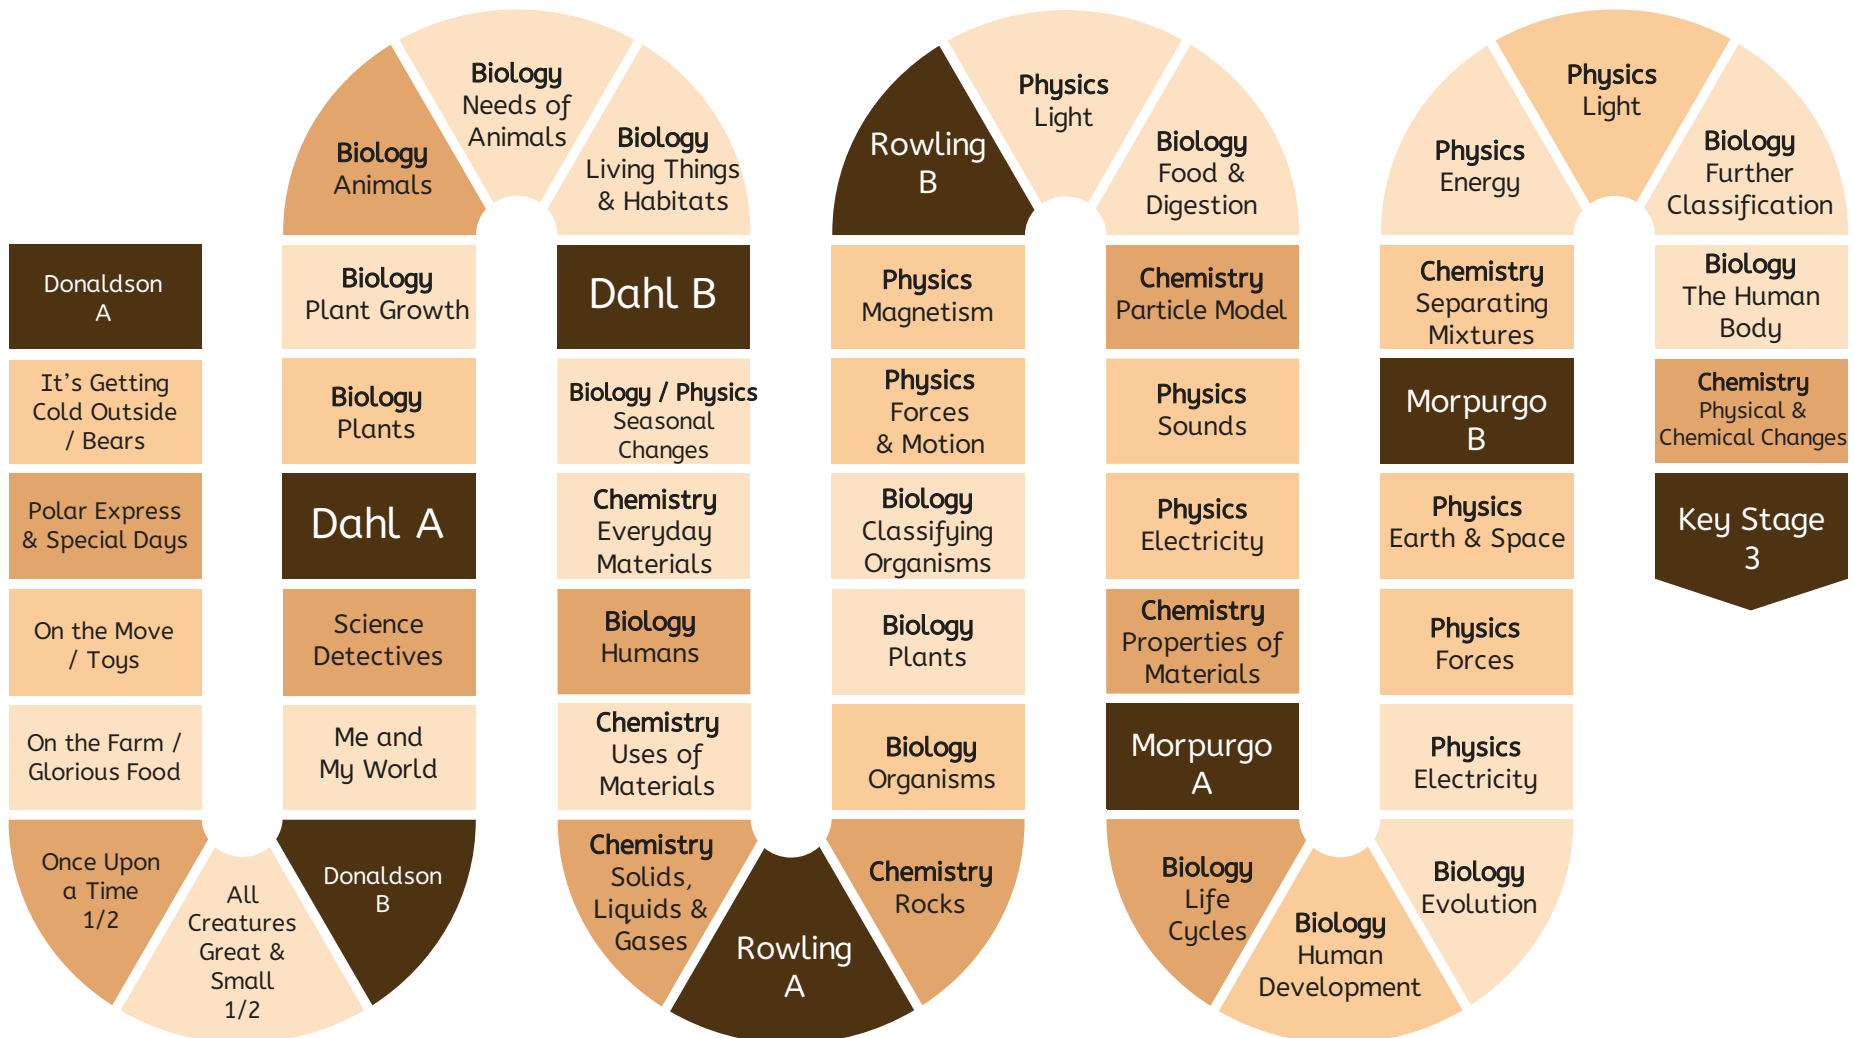 Donaldson
A
It’s Getting
Cold Outside
/ Bears
Polar Express
& Special Days
On the Move
/ Toys
On the Farm /
Glorious Food
Once Upon
a Time
1/2
All
Creatures
Great &
Small
1/2
Donaldson
B
Me and
My World
Science
Detectives
Dahl A
Biology
Plants
Biology
Plant Growth
Biology
Animals
Biology
Needs of
Animals
Biology
Living Things
& Habitats
Dahl B
Biology / Physics
Seasonal
Changes
Chemistry
Everyday
Materials
Biology
Humans
Chemistry
Uses of
Materials
Chemistry
Solids,
Liquids &
Gases
Rowling
A
Chemistry
Rocks
Biology
Organisms
Biology
Plants
Biology
Classifying
Organisms
Physics
Forces
& Motion
Physics
Magnetism
Rowling
B
Physics
Light
Biology
Food &
Digestion
Chemistry
Particle Model
Physics
Sounds
Physics
Electricity
Chemistry
Properties of
Materials
Morpurgo
A
Biology
Life
Cycles
Biology
Human
Development
Biology
Evolution
Physics
Electricity
Physics
Forces
Physics
Earth & Space
Morpurgo
B
Chemistry
Separating
Mixtures
Physics
Energy
Physics
Light
Biology
Further
Classification
Biology
The Human
Body
Chemistry
Physical &
Chemical Changes
Key Stage
3